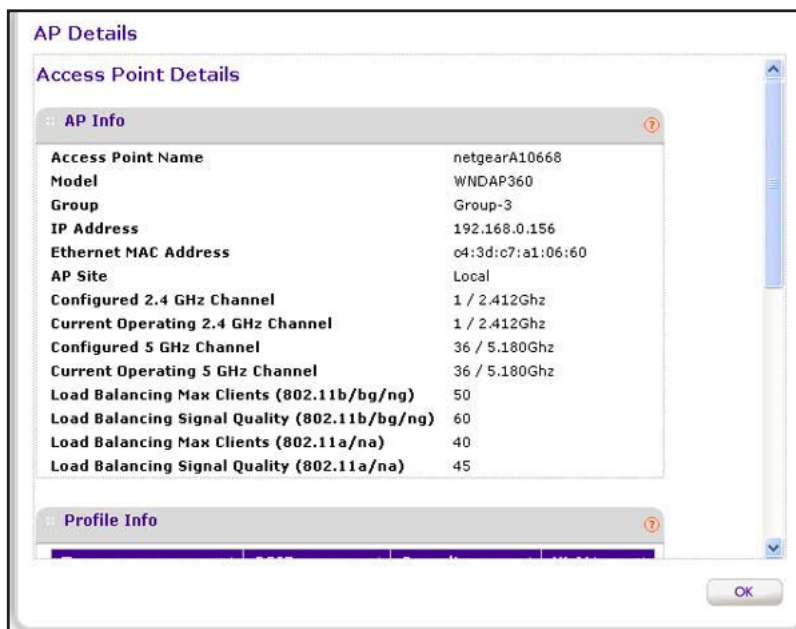 AP Details
Access Point Details
AP Info
Access Point Name netgearA10668
Model WNDAP360
Group Group-3
IP Address 192.168.0.156
Ethernet MAC Address c4:3d:c7:a1:06:60
AP Site Local
Configured 2.4 GHz Channel 1 / 2.412Ghz
Current Operating 2.4 GHz Channel 1 / 2.412Ghz
Configured 5 GHz Channel 36 / 5.180Ghz
Current Operating 5 GHz Channel 36 / 5.180Ghz
Load Balancing Max Clients (802.11b/bg/ng) 50
Load Balancing Signal Quality (802.11b/bg/ng) 60
Load Balancing Max Clients (802.11a/na) 40
Load Balancing Signal Quality (802.11a/na) 45
Profile Info
OK